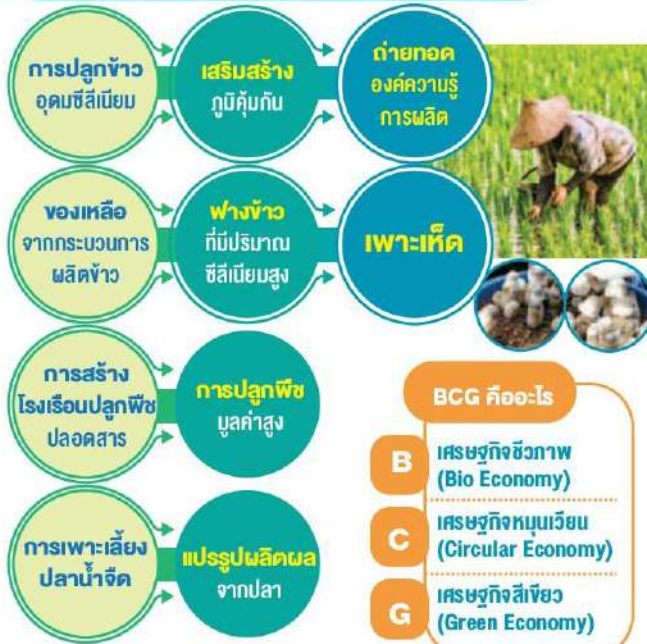 การปลูกข้าว
อุดมซีลีเนียม
เสริมสร้าง
ภูมิคุ้มกัน
ถ่ายทอด
องค์ความรู้
การผลิต
ของเหลือ
จากกระบวนการ
ผลิตข้าว
ฟางข้าว
ที่มีปริมาณ
ซีลีเนียมสูง
เพาะเห็ด
การสร้าง
โรงเรือนปลูกพืช
ปลอดสาร
การปลูกพืช
มูลค่าสูง
การเพาะเลี้ยง
ปลาน้ำจืด
แปรรูปผลิตผล
จากปลา
BCG คืออะไร
B
เศรษฐกิจชีวภาพ
(Bio Economy)
C
เศรษฐกิจหมุนเวียน
(Circular Economy)
G
เศรษฐกิจสีเขียว
(Green Economy)